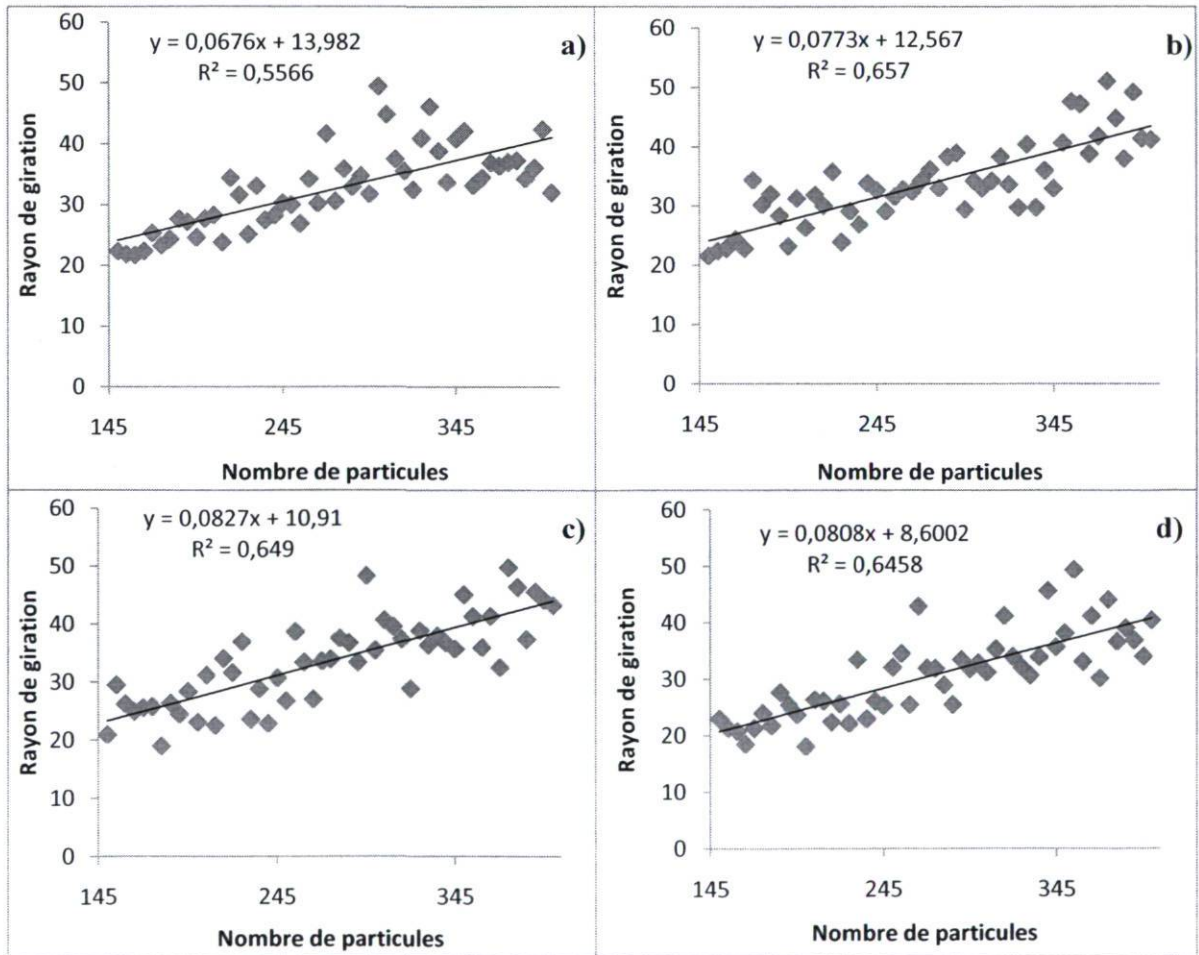 y = 0,0676x + 13,982
R² = 0,5566
a)
Rayon de giration
60
50
40
30
20
10
0
145
245
345
Nombre de particules
y = 0,0773x + 12,567
R² = 0,657
b)
Rayon de giration
60
50
40
30
20
10
0
145
245
345
Nombre de particules
y = 0,0827x + 10,91
R² = 0,649
c)
Rayon de giration
60
50
40
30
20
10
0
145
245
345
Nombre de particules
y = 0,0808x + 8,6002
R² = 0,6458
d)
Rayon de giration
60
50
40
30
20
10
0
145
245
345
Nombre de particules